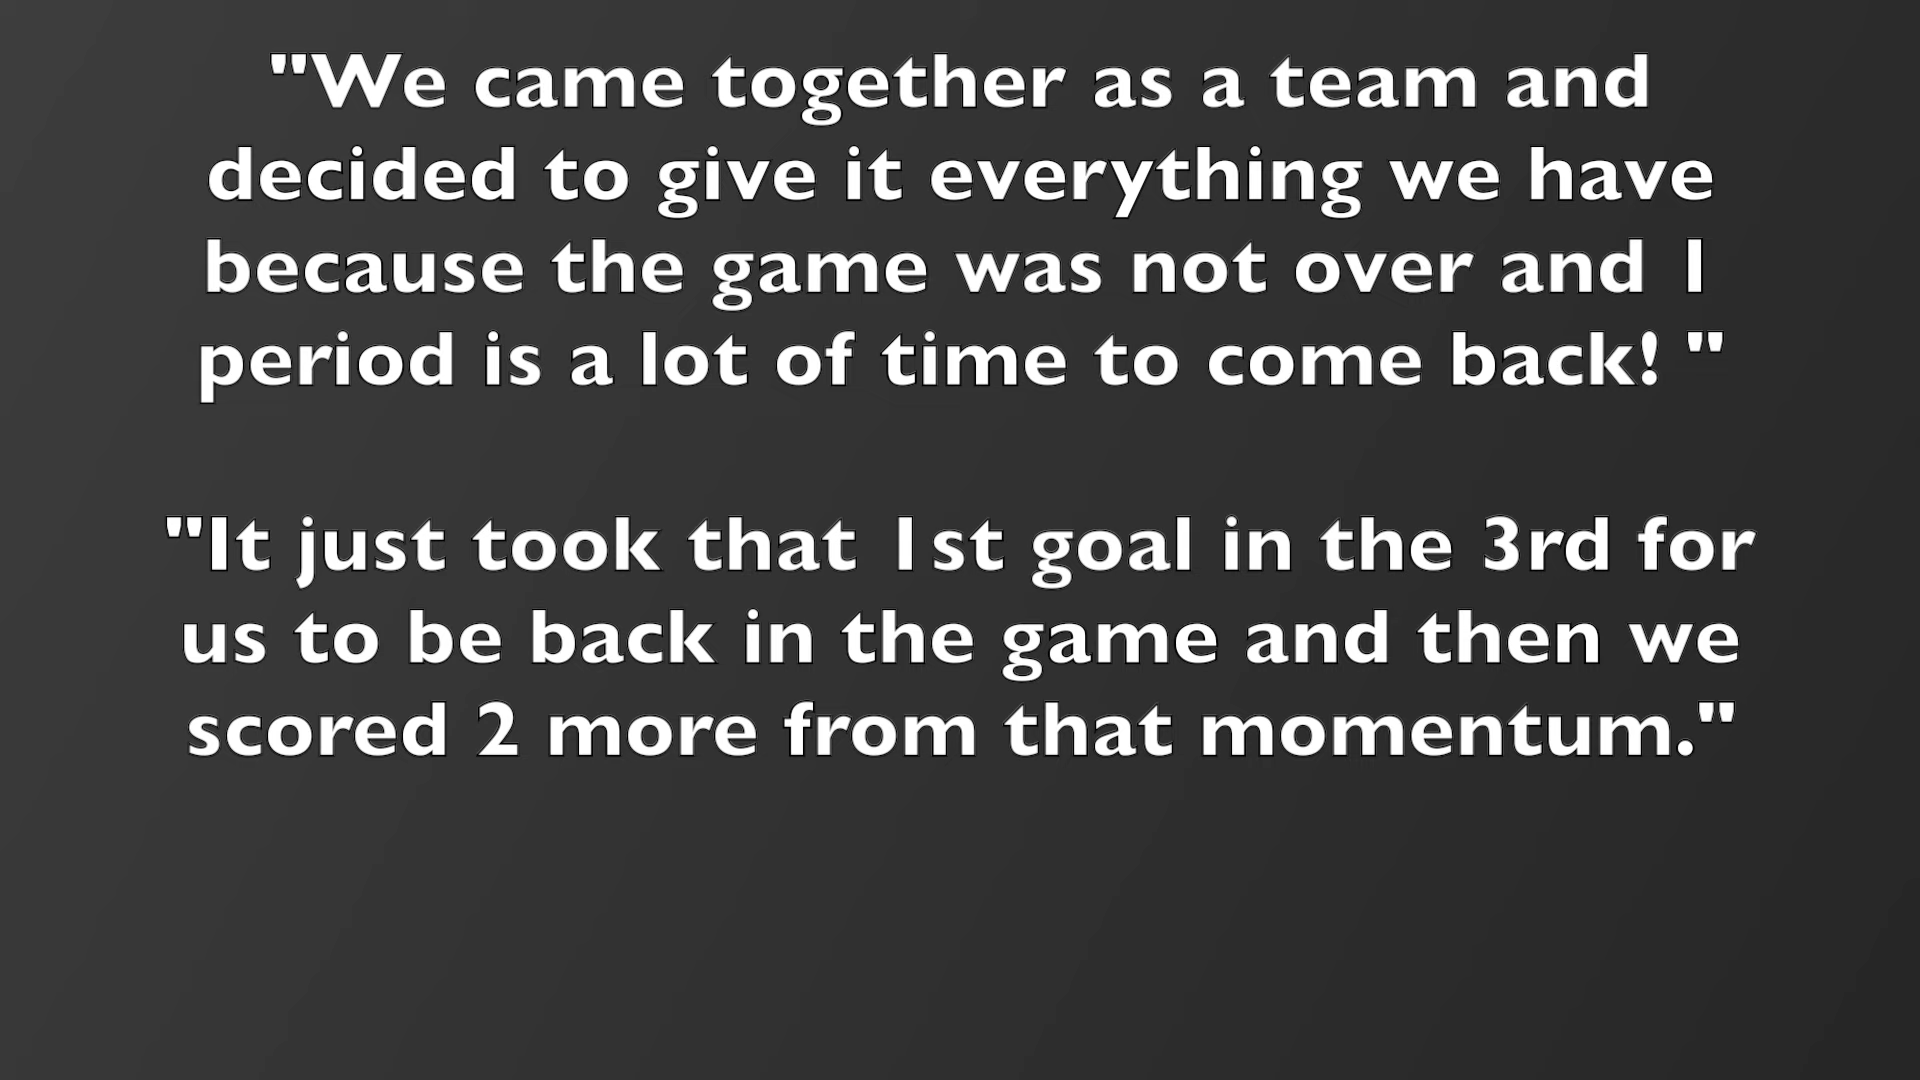 "We came together as a team and
decided to give it everything we have
because the game was not over and 1
period is a lot of time to come back! "
"It just took that 1st goal in the 3rd for
us to be back in the game and then we
scored 2 more from that momentum."